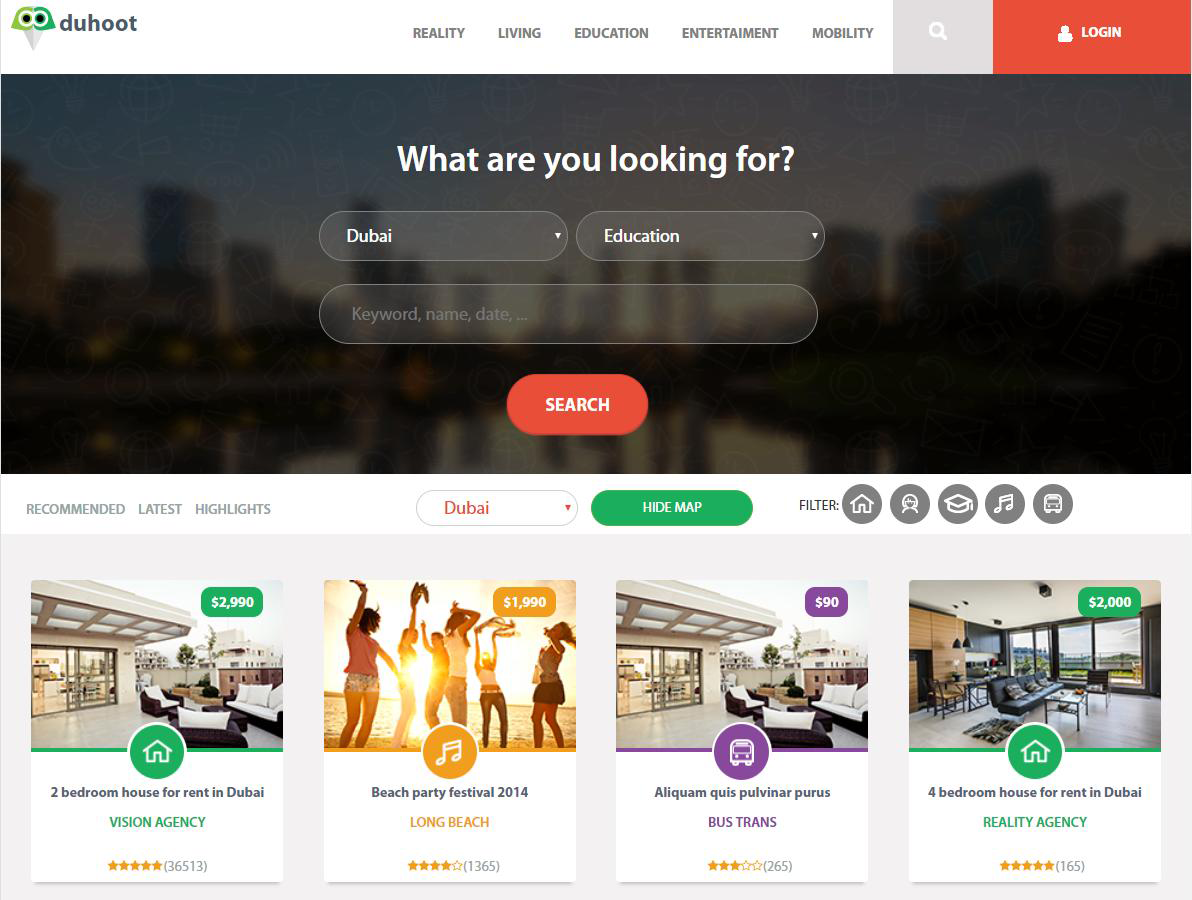 duhoot
REALITY LIVING EDUCATION ENTERTAIMENT MOBILITY LOGIN
What are you looking for?
Dubai Education
Keyword, name, date, ...
SEARCH
RECOMMENDED LATEST HIGHLIGHTS Dubai HIDE MAP FILTER:
$2,990 $1,990 $90 $2,000
2 bedroom house for rent in Dubai Beach party festival 2014 Aliquam quis pulvinar purus 4 bedroom house for rent in Dubai
VISION AGENCY LONG BEACH BUS TRANS REALITY AGENCY
(36513) (1365) (265) (165)